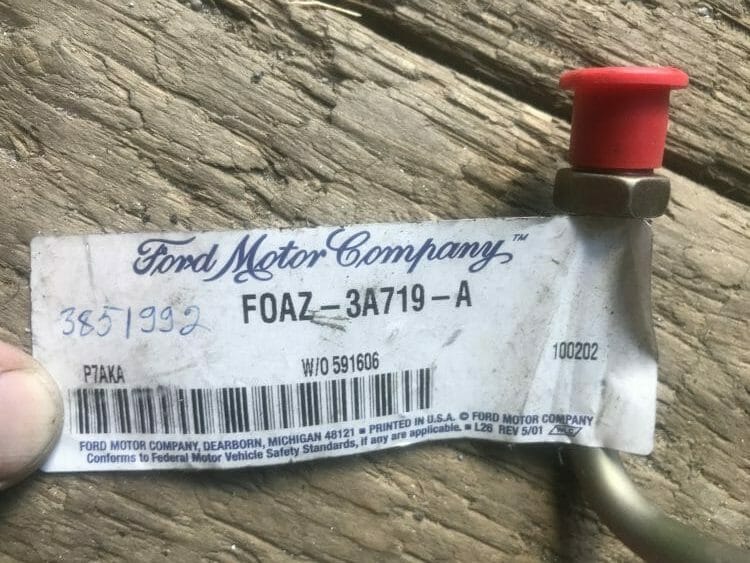 Ford Motor Company™
FOAZ-3A719-A
3851992
P7AKA W/O 591606 100202
FORD MOTOR COMPANY, DEARBORN, MICHIGAN 48121 ■ PRINTED IN U.S.A. © FORD MOTOR COMPANY
Conforms to Federal Motor Vehicle Safety Standards, if any are applicable. ■ L26 REV 5/01 WLC